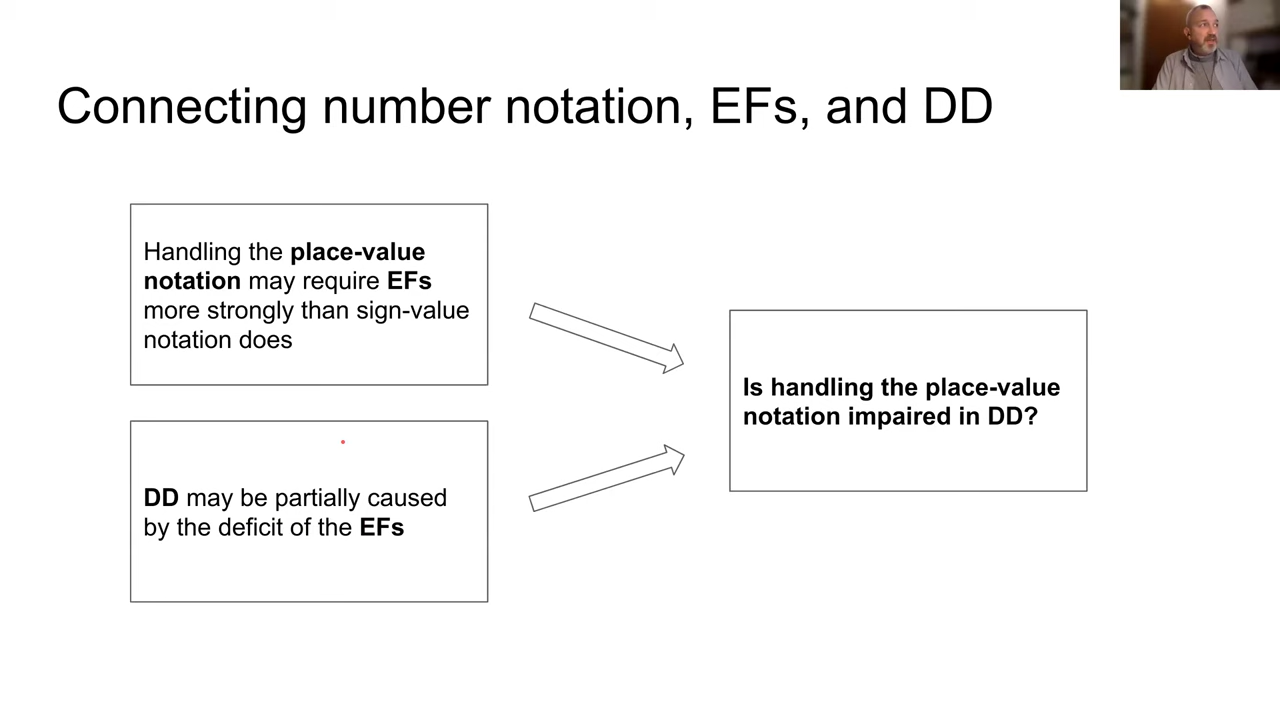 Connecting number notation, EFs, and DD
Handling the place-value
notation may require EFs
more strongly than sign-value
notation does
DD may be partially caused
by the deficit of the EFs
Is handling the place-value
notation impaired in DD?